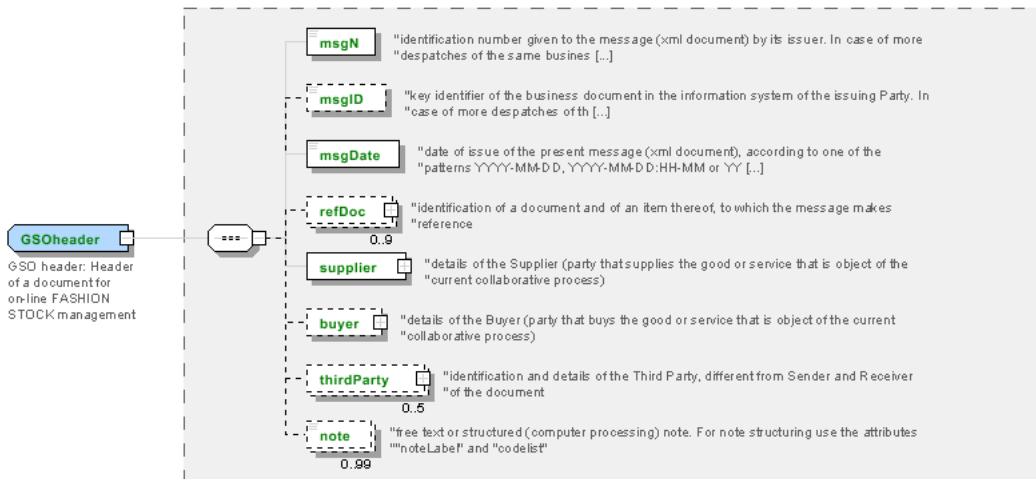 msgN
"identification number given to the message (xml document) by its issuer. In case of more
"despatches of the same busines [...]
msgID
"key identifier of the business document in the information system of the issuing Party. In
"case of more despatches of th [...]
msgDate
"date of issue of the present message (xml document), according to one of the
"patterns YYYY-MM-DD, YYYY-MM-DD:HH-MM or YY [...]
refDoc
0..9
"identification of a document and of an item thereof, to which the message makes
"reference
GSOheader
GSO header: Header
of a document for
on-line FASHION
STOCK management
supplier
"details of the Supplier (party that supplies the good or service that is object of the
"current collaborative process)
buyer
"details of the Buyer (party that buys the good or service that is object of the current
"collaborative process)
thirdParty
0..5
"identification and details of the Third Party, different from Sender and Receiver
"of the document
note
0..99
"free text or structured (computer processing) note. For note structuring use the attributes
""noteLabel" and "codelist"